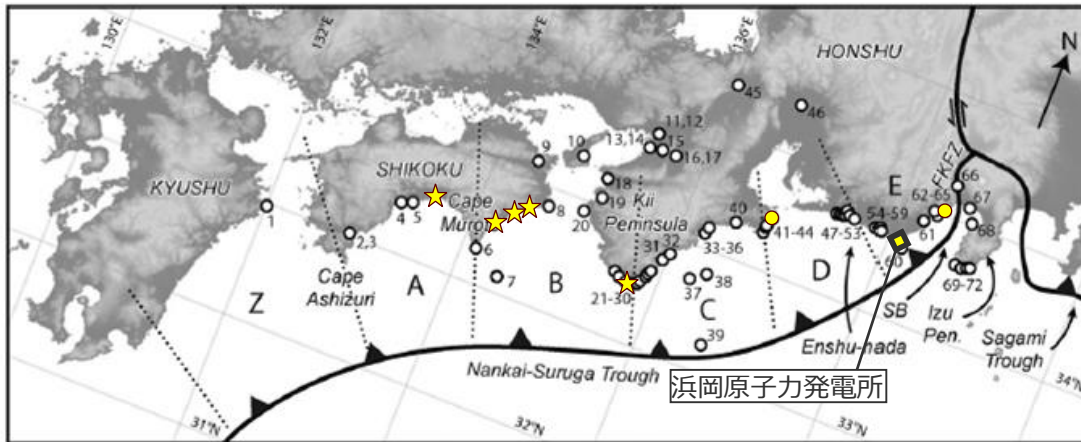 130°E
132°E
134°E
136°E
HONSHU
N
45
46
11,12
13,14
15
16,17
10
9
SHIKOKU
KYUSHU
18
Kii
Peninsula
19
E
FKFZ
66
62-65
67
1
4
5
Cape
Muroto
8
20
40
41-44
54-59
47-53
61
68
2,3
6
31
32
33-36
60
Cape
Ashizuri
A
7
B
21-30
37
38
D
69-72
Z
C
SB
Izu
Pen.
39
Enshu-nada
Sagami
Trough
Nankai-Suruga Trough
浜岡原子力発電所
31°N
32°N
33°N
34°N